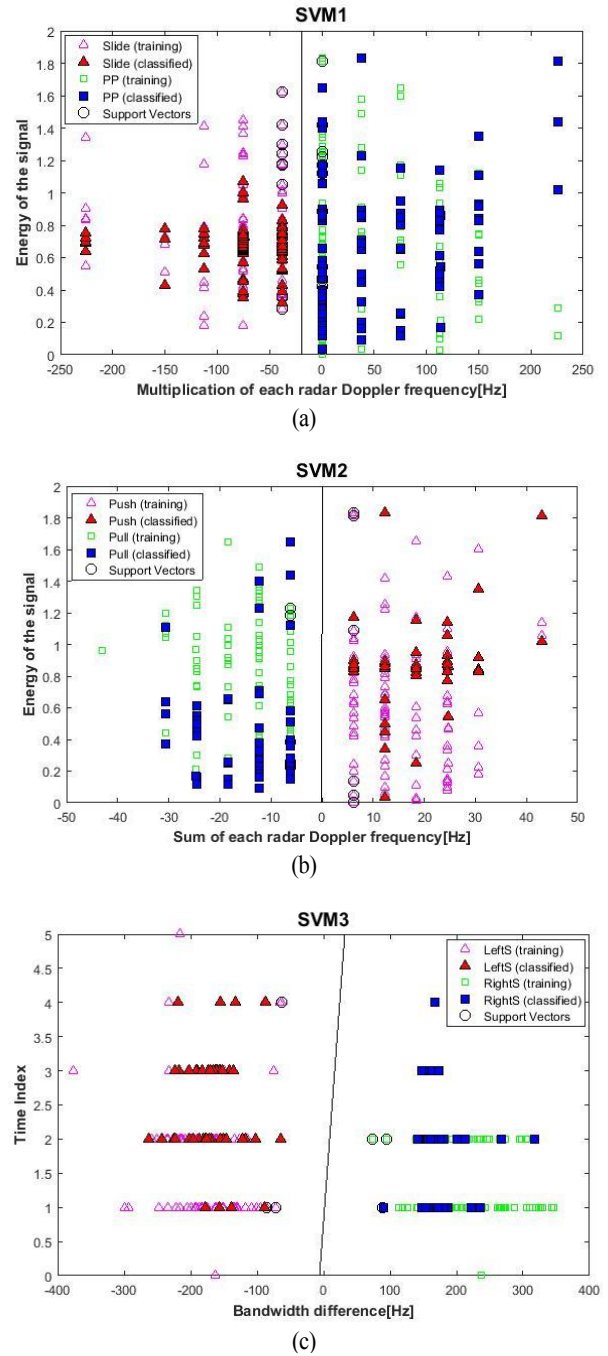 SVM1
Energy of the signal
2
1.8
1.6
1.4
1.2
1
0.8
0.6
0.4
0.2
0
Slide (training)
Slide (classified)
PP (training)
PP (classified)
Support Vectors
-250 -200 -150 -100 -50 0 50 100 150 200 250
Multiplication of each radar Doppler frequency[Hz]
(a)
SVM2
Energy of the signal
2
1.8
1.6
1.4
1.2
1
0.8
0.6
0.4
0.2
0
Push (training)
Push (classified)
Pull (training)
Pull (classified)
Support Vectors
-50 -40 -30 -20 -10 0 10 20 30 40 50
Sum of each radar Doppler frequency[Hz]
(b)
SVM3
Time Index
5
4.5
4
3.5
3
2.5
2
1.5
1
0.5
0
LeftS (training)
LeftS (classified)
RightS (training)
RightS (classified)
Support Vectors
-400 -300 -200 -100 0 100 200 300 400
Bandwidth difference[Hz]
(c)